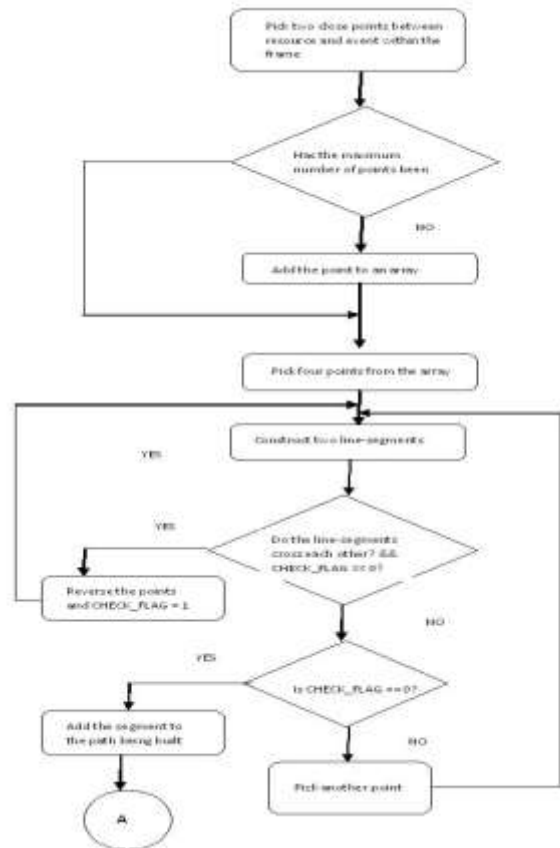 Pick two close points between
resource and event within the
frame
Has the maximum
number of points been
NO
Add the point to an array
Pick four points from the array
Construct two line-segments
YES
YES
Do the line-segments
cross each other? &&
CHECK_FLAG == 0?
Reverse the points
and CHECK_FLAG = 1
NO
YES
Is CHECK_FLAG ==0?
Add the segment to
the path being built
NO
Pick another point
A